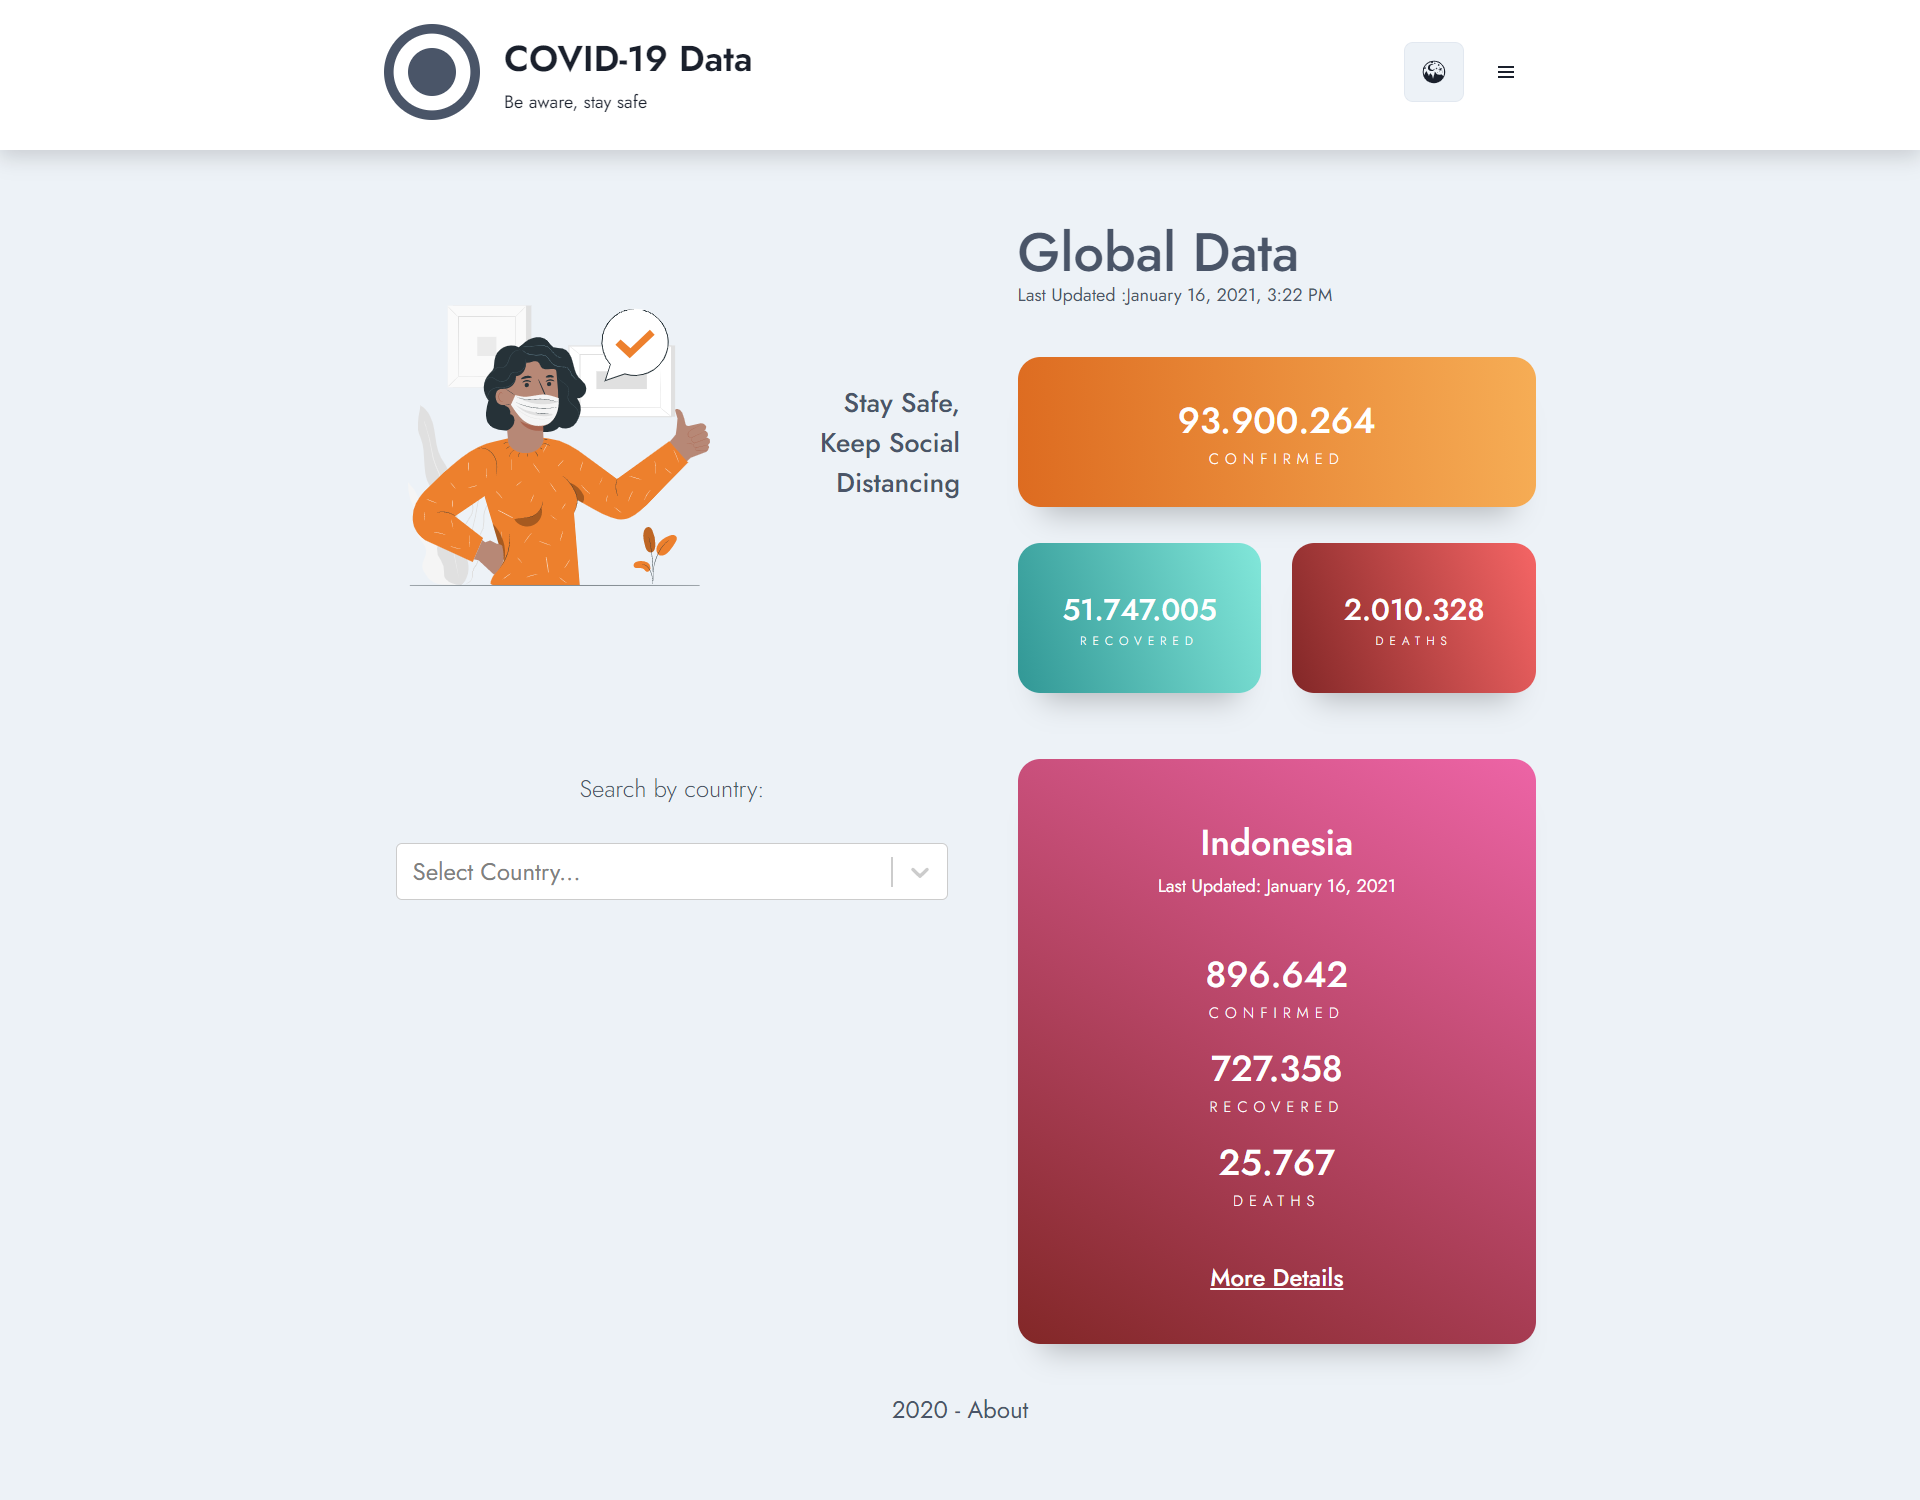 COVID-19 Data
Be aware, stay safe
Stay Safe,
Keep Social
Distancing
Global Data
Last Updated :January 16, 2021, 3:22 PM
93.900.264
CONFIRMED
51.747.005
RECOVERED
2.010.328
DEATHS
Search by country:
Select Country...
Indonesia
Last Updated: January 16, 2021
896.642
CONFIRMED
727.358
RECOVERED
25.767
DEATHS
More Details
2020 - About